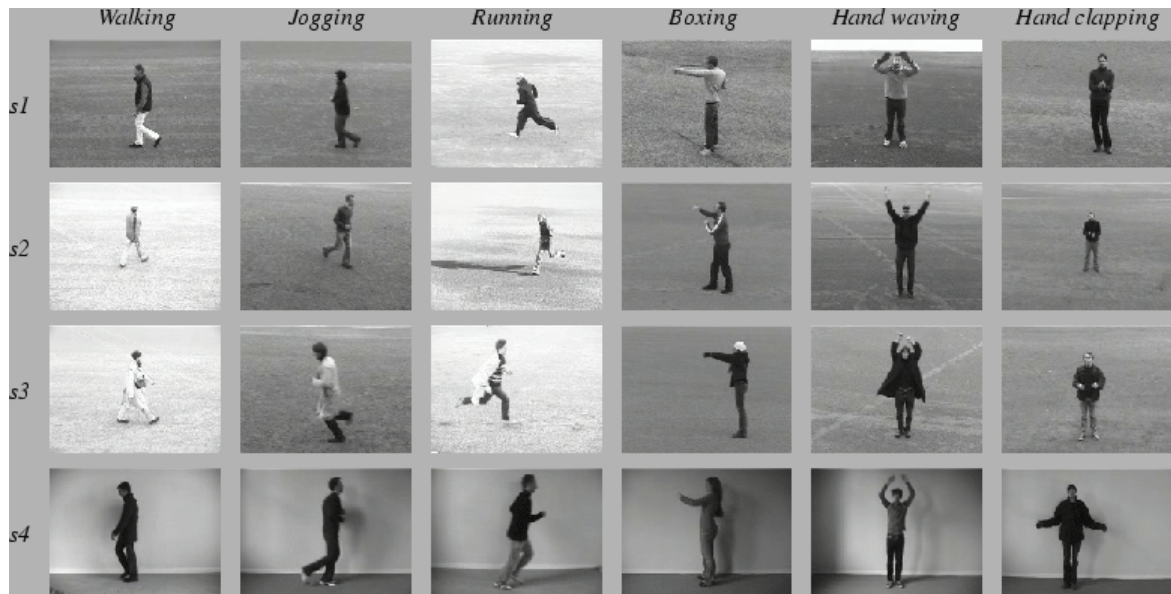 Walking Jogging Running Boxing Hand waving Hand clapping
s1
s2
s3
s4